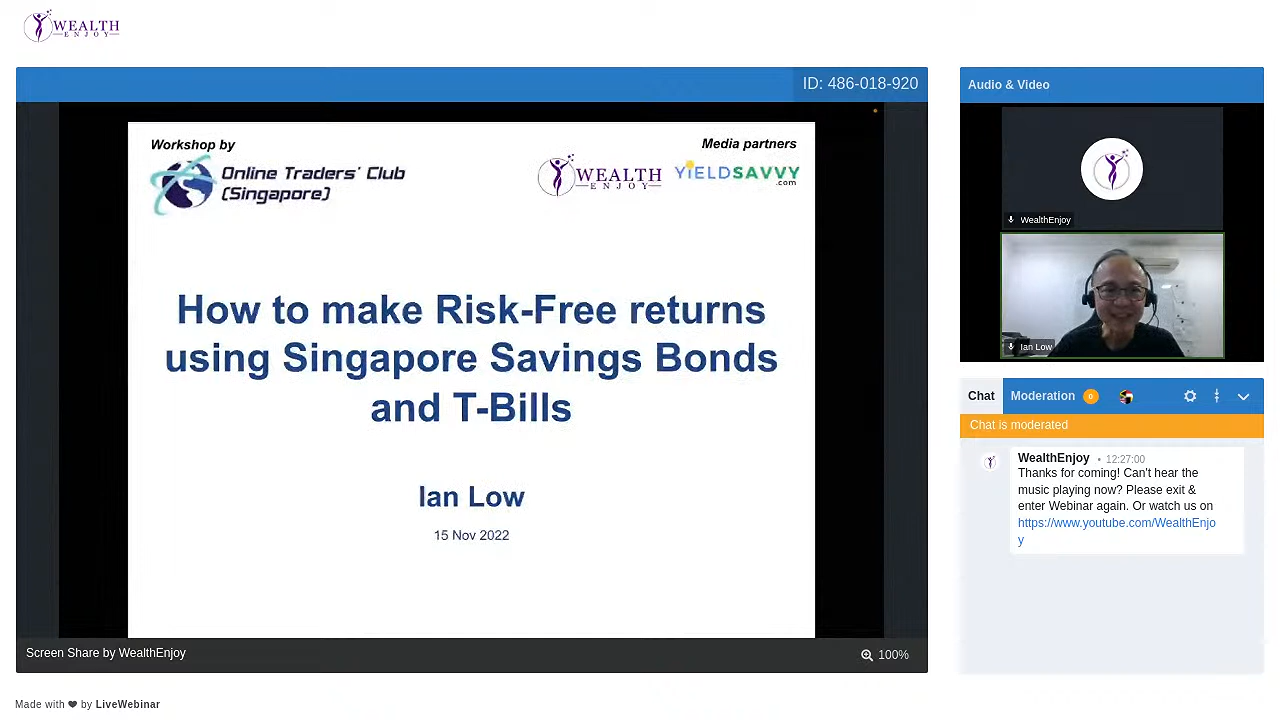 WEALTH
ENJOY
ID: 486-018-920
Workshop by
Online Traders' Club
(Singapore)
Media partners
WEALTH
ENJOY
YIELDSAVVY
.com
How to make Risk-Free returns
using Singapore Savings Bonds
and T-Bills
Ian Low
15 Nov 2022
Screen Share by WealthEnjoy
100%
Audio & Video
WealthEnjoy
Ian Low
Chat
Moderation
0
Chat is moderated
WealthEnjoy • 12:27:00
Thanks for coming! Can't hear the
music playing now? Please exit &
enter Webinar again. Or watch us on
https://www.youtube.com/WealthEnjo
y
Made with ❤ by LiveWebinar